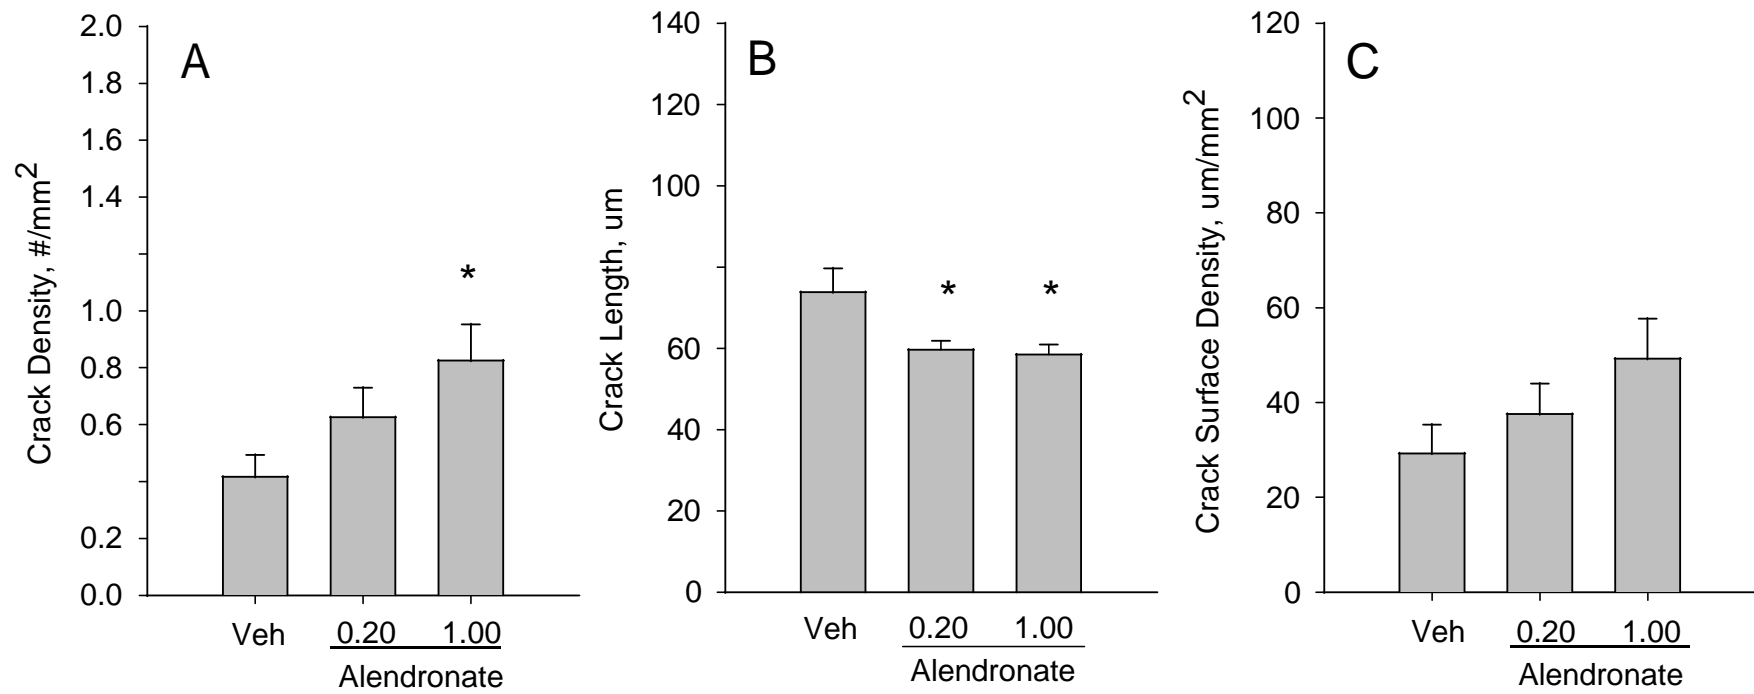 A
Crack Density, #/mm2
2.0
1.8
1.6
1.4
1.0
0.8
0.6
0.2
0.0
*
Veh
0.20
1.00
Alendronate
B
Crack Length, um
140
120
100
60
40
20
0
*
*
Veh
0.20
1.00
Alendronate
C
Crack Surface Density, um/mm2
120
100
80
60
40
20
0
Veh
0.20
1.00
Alendronate